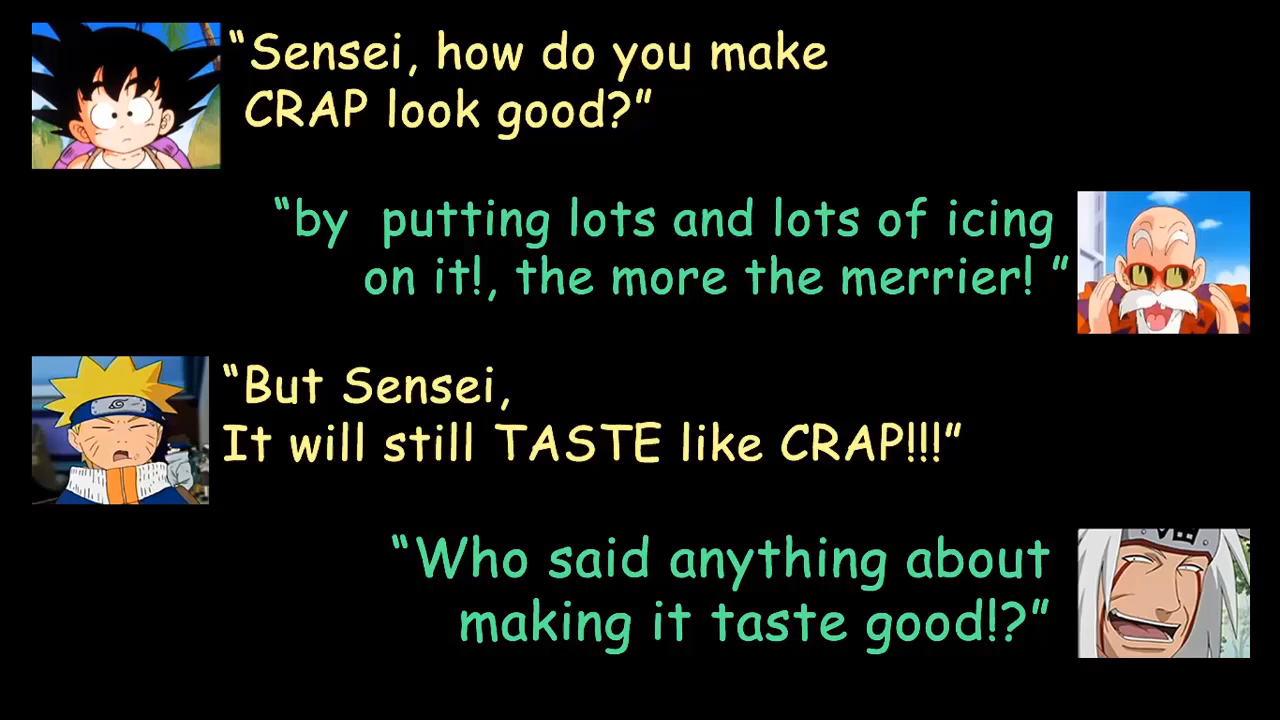 “Sensei, how do you make
CRAP look good?”
“by putting lots and lots of icing
on it!, the more the merrier! ”
“But Sensei,
It will still TASTE like CRAP!!!”
“Who said anything about
making it taste good!?”